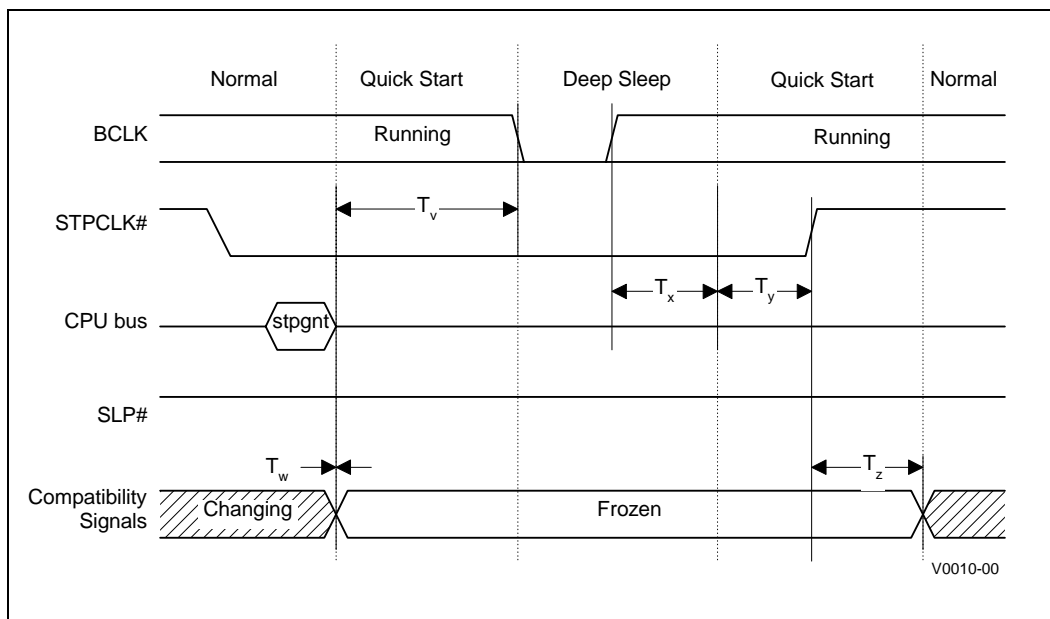 Normal Quick Start Deep Sleep Quick Start Normal
BCLK Running Running
STPCLK# Tv
Tx Ty
CPU bus stpgnt
SLP#
Tw Tz
Compatibility
Signals Changing Frozen
V0010-00